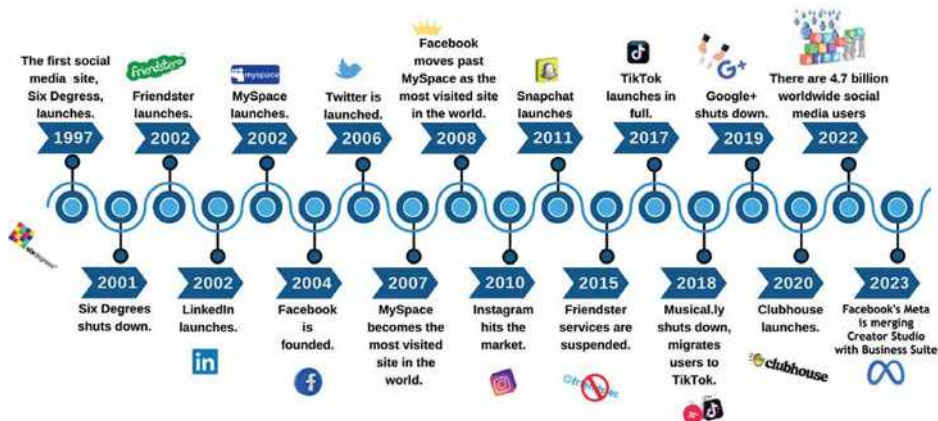 The first social
media site,
Six Degress,
launches.
1997
2001
Six Degrees
shuts down.
friendster
Friendster
launches.
2002
2002
LinkedIn
launches.
in
myspace
MySpace
launches.
2002
2004
Facebook
is
founded.
f
Twitter is
launched.
2006
2007
MySpace
becomes the
most visited
site in the
world.
Facebook
moves past
MySpace as the
most visited site
in the world.
2008
2010
Instagram
hits the
market.
Snapchat
launches
2011
2015
Friendster
services are
suspended.
friendster
TikTok
launches in
full.
2017
2018
Musical.ly
shuts down,
migrates
users to
TikTok.
G+
Google+
shuts down.
2019
2020
Clubhouse
launches.
clubhouse
There are 4.7 billion
worldwide social
media users
2022
2023
Facebook's Meta
is merging
Creator Studio
with Business Suite
sixdegrees